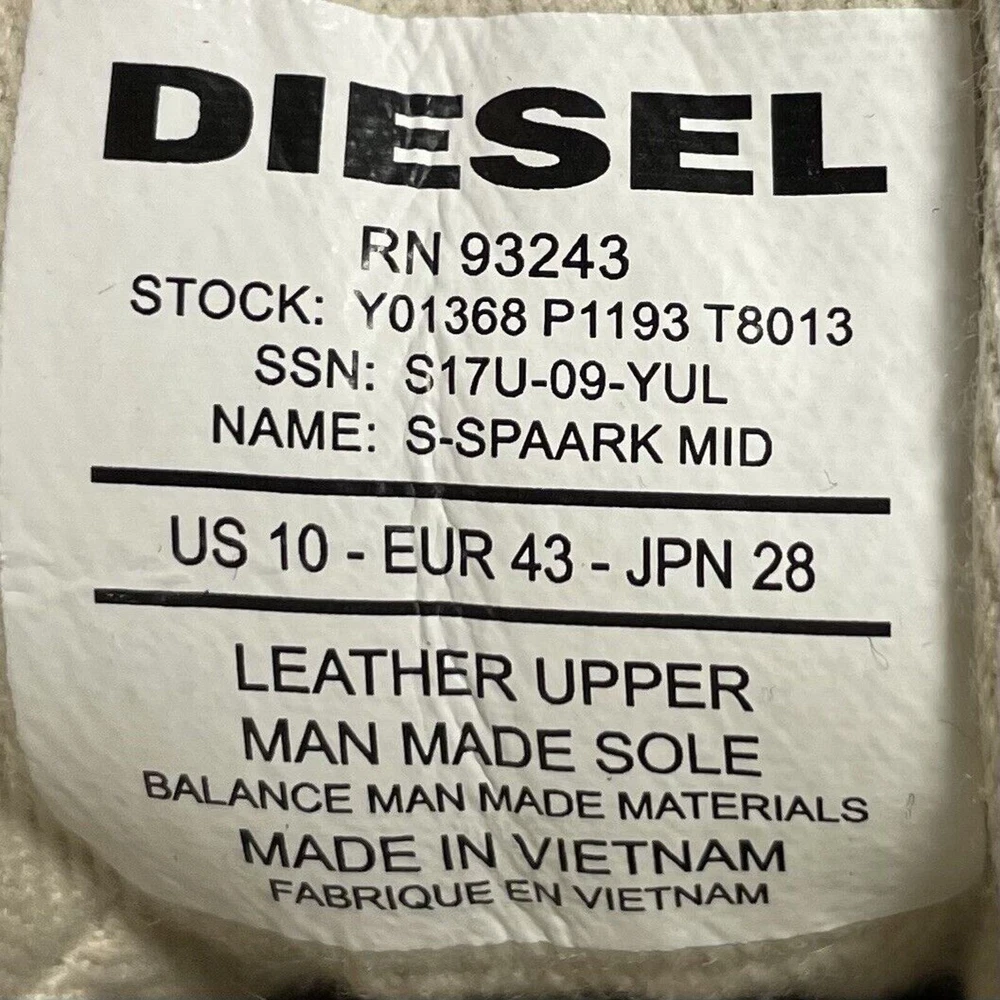 DIESEL
RN 93243
STOCK: Y01368 P1193 T8013
SSN: S17U-09-YUL
NAME: S-SPAARK MID
US 10 - EUR 43 - JPN 28
LEATHER UPPER
MAN MADE SOLE
BALANCE MAN MADE MATERIALS
MADE IN VIETNAM
FABRIQUE EN VIETNAM